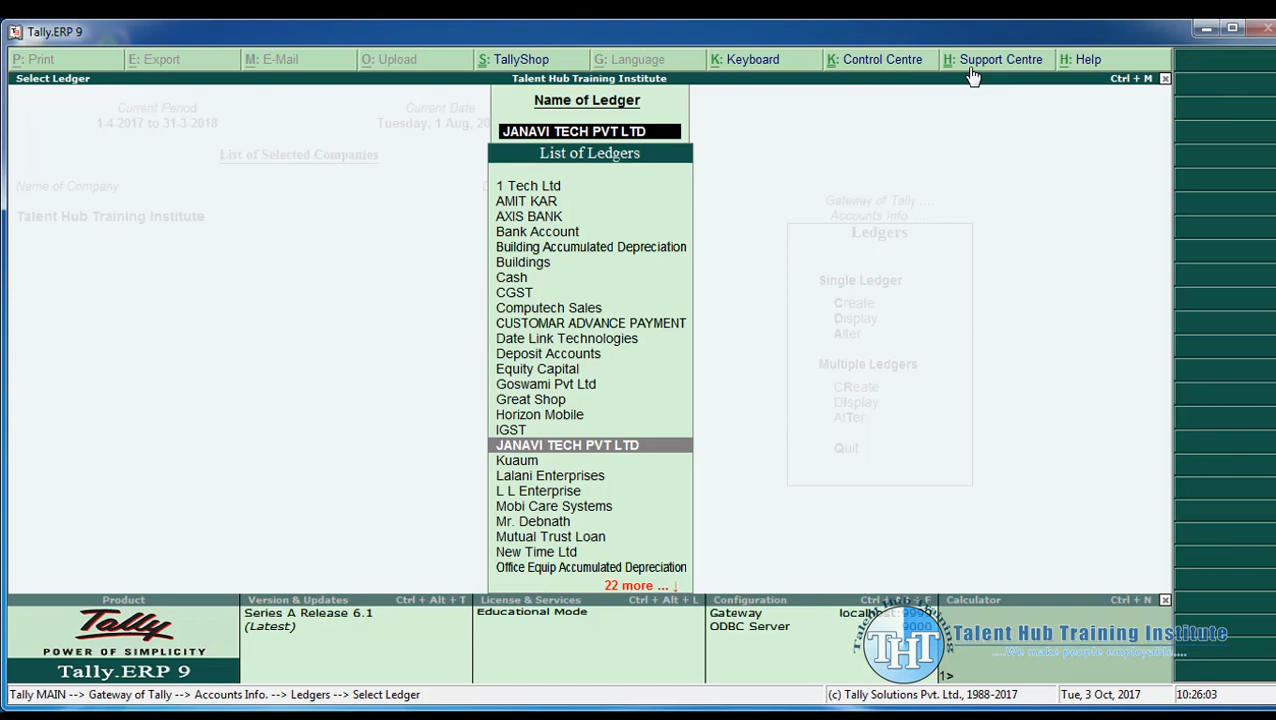 Tally.ERP 9
P: Print E: Export M: E-Mail O: Upload S: TallyShop G: Language K: Keyboard K: Control Centre H: Support Centre H: Help
Select Ledger Talent Hub Training Institute Ctrl + M
Current Period
1-4-2017 to 31-3-2018
Current Date
Tuesday, 1 Aug, 20
List of Selected Companies
Name of Company
Talent Hub Training Institute
Name of Ledger
JANAVI TECH PVT LTD
List of Ledgers
1 Tech Ltd
AMIT KAR
AXIS BANK
Bank Account
Building Accumulated Depreciation
Buildings
Cash
CGST
Computech Sales
CUSTOMAR ADVANCE PAYMENT
Date Link Technologies
Deposit Accounts
Equity Capital
Goswami Pvt Ltd
Great Shop
Horizon Mobile
IGST
JANAVI TECH PVT LTD
Kuaum
Lalani Enterprises
L L Enterprise
Mobi Care Systems
Mr. Debnath
Mutual Trust Loan
New Time Ltd
Office Equip Accumulated Depreciation
22 more ... ↓
Gateway of Tally ....
Accounts Info. ....
Ledgers
Single Ledger
Create
Display
Alter
Multiple Ledgers
CReate
DIsplay
AlTer
Quit
Product
Tally
POWER OF SIMPLICITY
Tally.ERP 9
Version & Updates Ctrl + Alt + T
Series A Release 6.1
(Latest)
License & Services Ctrl + Alt + L
Educational Mode
Configuration
Gateway
ODBC Server 9000
Calculator Ctrl + N
1>
THT
Talent Hub Training Institute
....We make people employable.....
Tally MAIN --> Gateway of Tally --> Accounts Info. --> Ledgers --> Select Ledger (c) Tally Solutions Pvt. Ltd., 1988-2017 Tue, 3 Oct, 2017 10:26:03